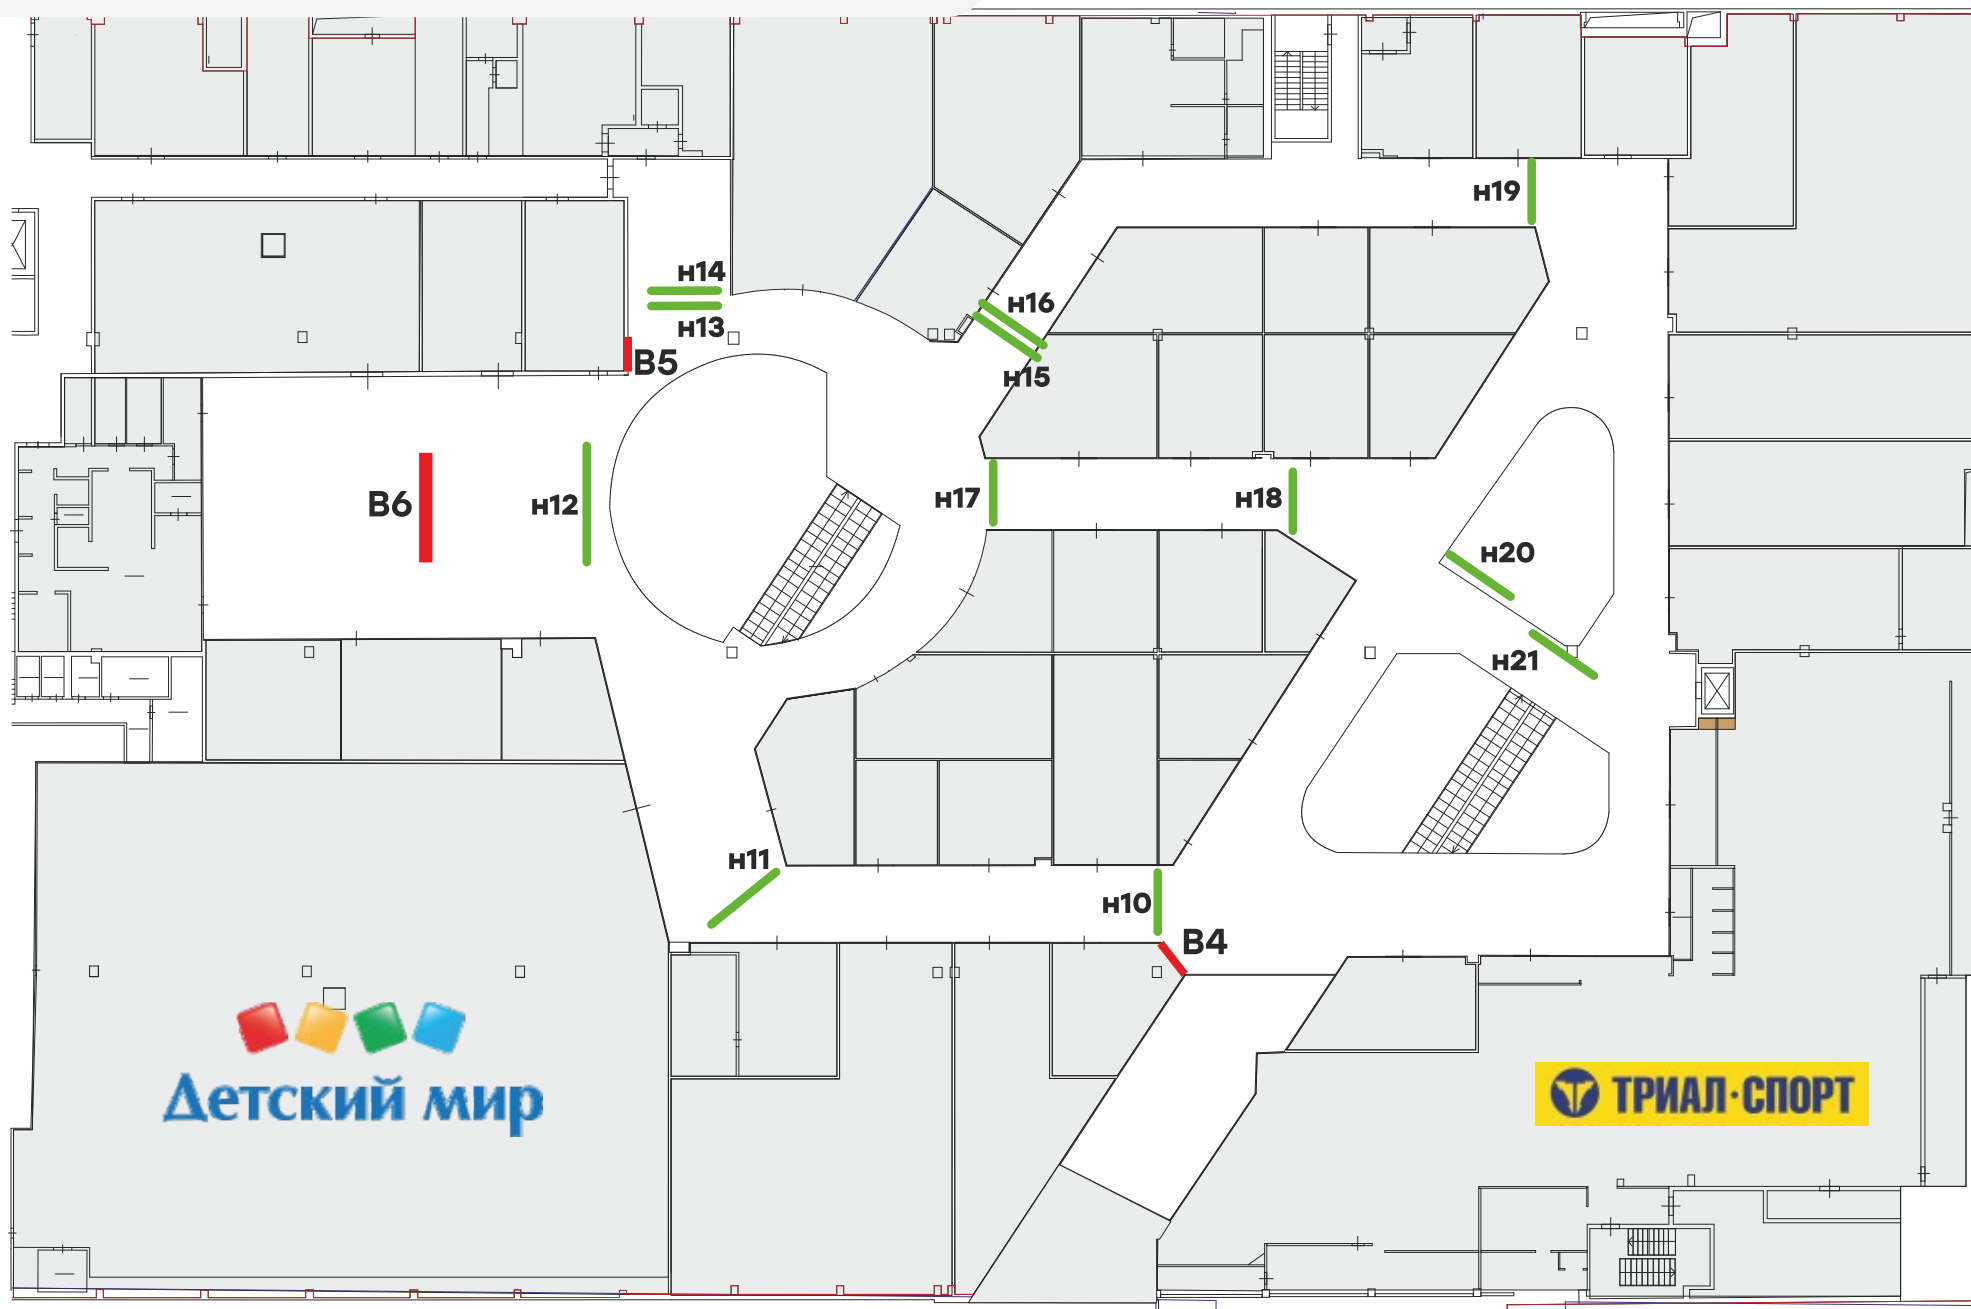 н19
н14
н16
н13
В5
н15
В6
н12
н17
н18
н20
н21
н11
н10
В4
Детский мир
ТРИАЛ·СПОРТ